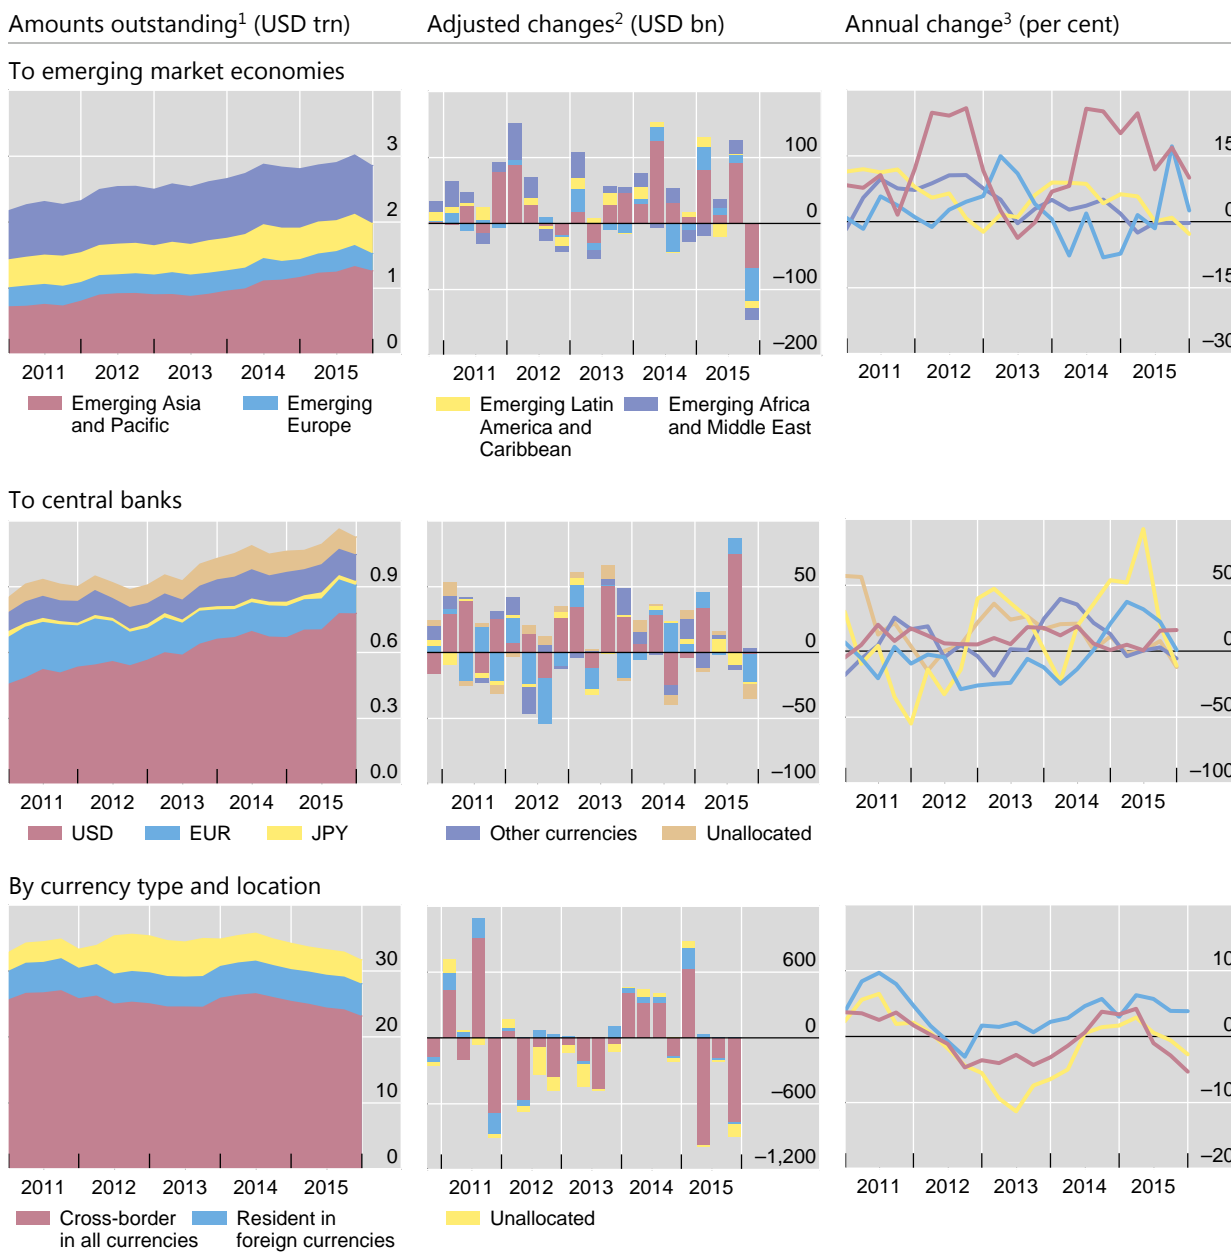 Amounts outstanding¹ (USD trn) Adjusted changes² (USD bn) Annual change³ (per cent)
To emerging market economies
3
2
1
0
100
0
–100
–200
15
0
–15
–30
2011 2012 2013 2014 2015
2011 2012 2013 2014 2015
2011 2012 2013 2014 2015
Emerging Asia
and Pacific
Emerging
Europe
Emerging Latin
America and
Caribbean
Emerging Africa
and Middle East
To central banks
0.9
0.6
0.3
0.0
50
0
–50
–100
50
0
–50
–100
2011 2012 2013 2014 2015
2011 2012 2013 2014 2015
2011 2012 2013 2014 2015
USD EUR JPY Other currencies Unallocated
By currency type and location
30
20
10
0
600
0
–600
–1,200
10
0
–10
–20
2011 2012 2013 2014 2015
2011 2012 2013 2014 2015
2011 2012 2013 2014 2015
Cross-border
in all currencies
Resident in
foreign currencies
Unallocated